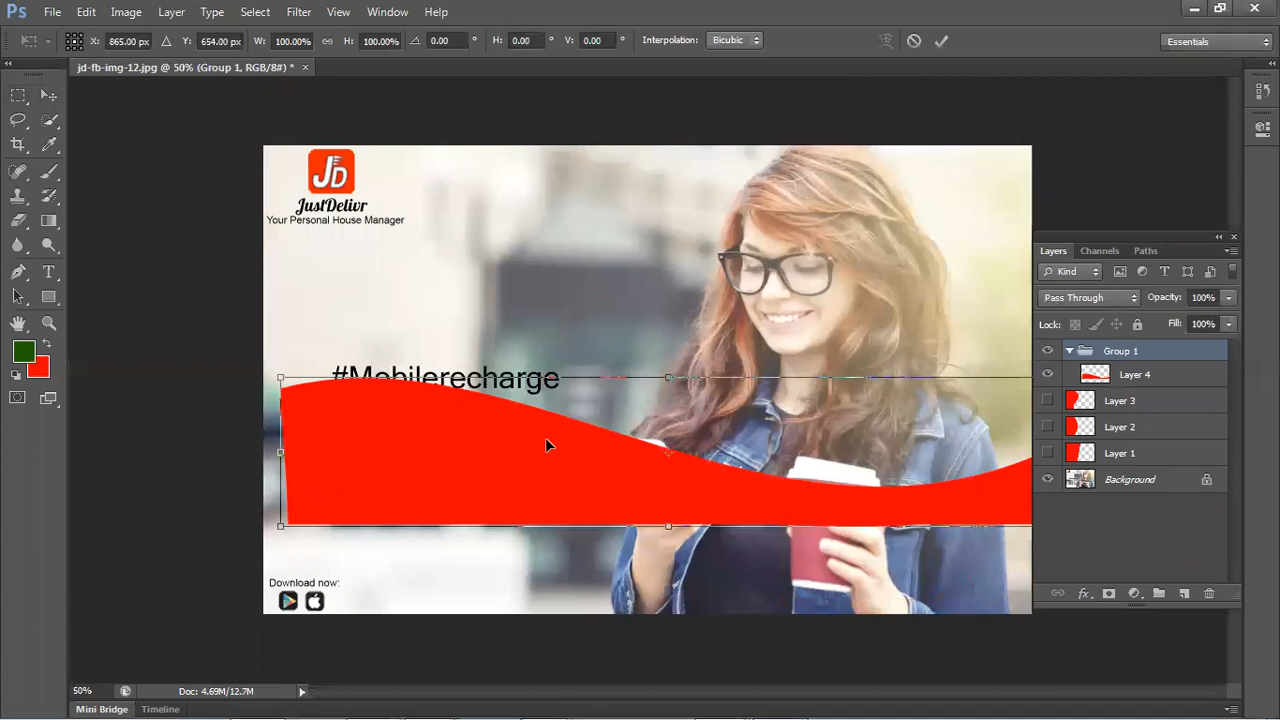 Ps File Edit Image Layer Type Select Filter View Window Help
X: 865.00 px Y: 654.00 px W: 100.00% H: 100.00% 0.00 ° H: 0.00 ° V: 0.00 ° Interpolation: Bicubic Essentials
jd-fb-img-12.jpg @ 50% (Group 1, RGB/8#) * ×
JD
JustDelivr
Your Personal House Manager
#Mobilerecharge
Download now:
Layers Channels Paths
Kind
Pass Through Opacity: 100%
Lock: Fill: 100%
Group 1
Layer 4
Layer 3
Layer 2
Layer 1
Background
50% Doc: 4.69M/12.7M
Mini Bridge Timeline